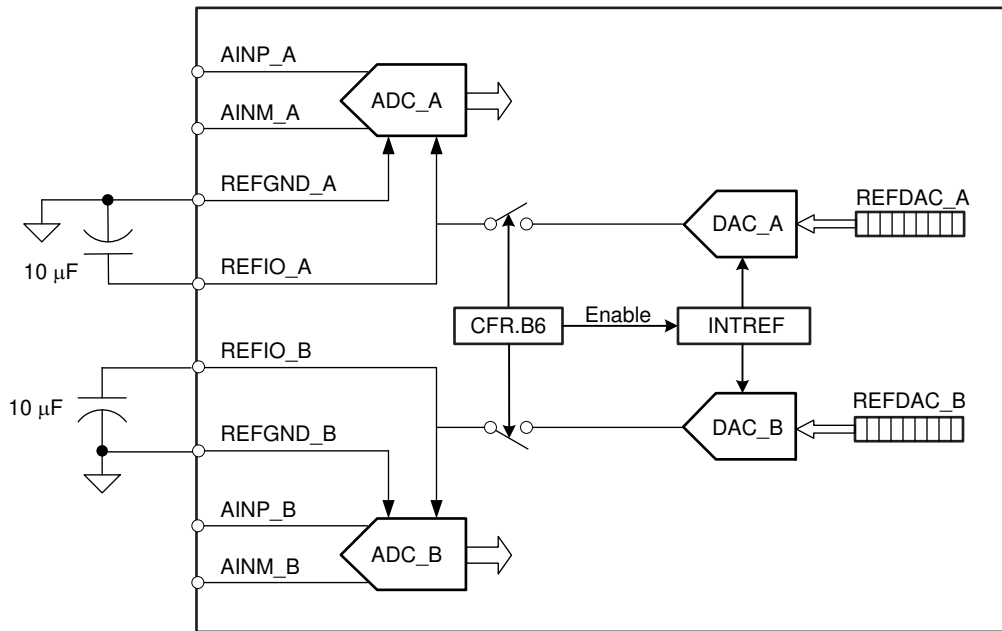 AINP_A
ADC_A
AINM_A
REFGND_A
REFDAC_A
DAC_A
10 μF
REFIO_A
CFR.B6
Enable
INTREF
REFIO_B
10 μF
REFDAC_B
REFGND_B
DAC_B
AINP_B
ADC_B
AINM_B